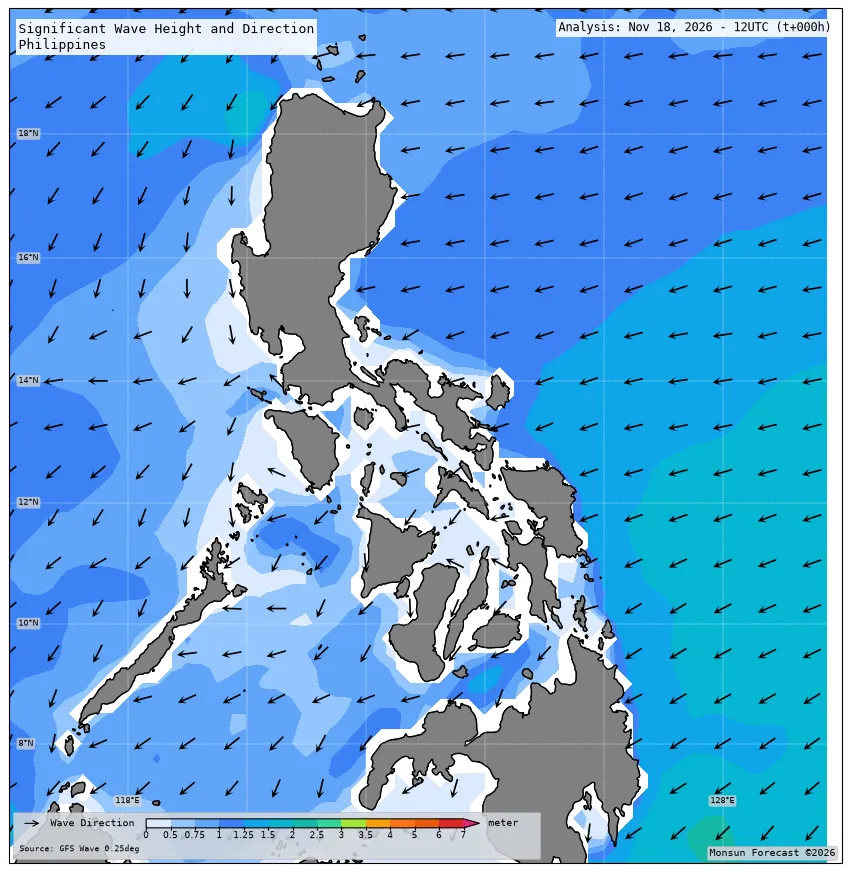 Significant Wave Height and Direction
Philippines
Analysis: Nov 18, 2026 - 12UTC (t+000h)
18°N
16°N
14°N
12°N
10°N
8°N
118°E
128°E
Wave Direction
0 0.5 0.75 1 1.25 1.5 2 2.5 3 3.5 4 5 6 7
meter
Source: GFS Wave 0.25deg
Monsun Forecast ©2026